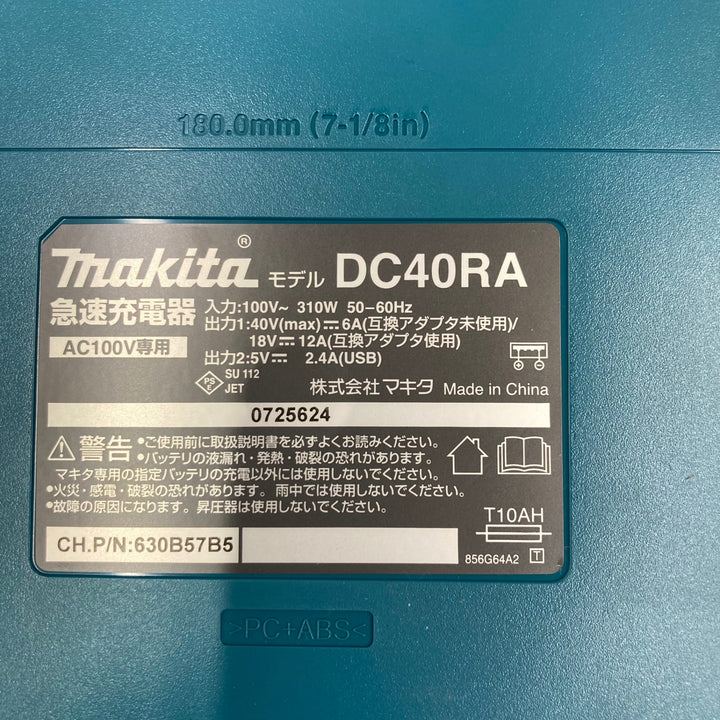 180.0mm (7-1/8in)
makita® モデル DC40RA
急速充電器
AC100V専用
入力:100V~ 310W 50-60Hz
出力1:40V(max)⎓6A(互換アダプタ未使用)/
18V⎓12A(互換アダプタ使用)
出力2:5V⎓ 2.4A(USB)
PS
E
SU 112
JET
株式会社マキタ Made in China
0725624
警告 •ご使用前に取扱説明書を必ずよくお読みください。
•バッテリの液漏れ・発熱・破裂の恐れがあります。
マキタ専用の指定バッテリの充電以外には使用しないでください。
•火災・感電・破裂の恐れがあります。雨中では使用しないでください。
•故障の原因になります。昇圧器は使用しないでください。
T10AH
CH.P/N:630B57B5
856G64A2 T
>PC+ABS<